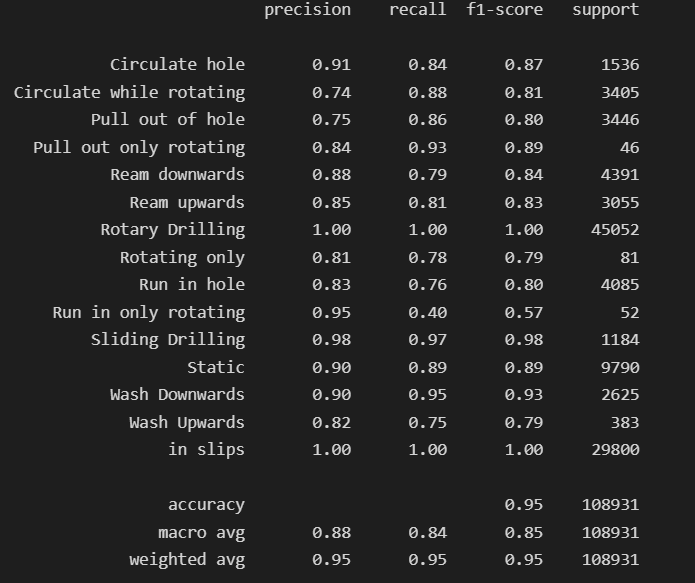 precision recall f1-score support
Circulate hole 0.91 0.84 0.87 1536
Circulate while rotating 0.74 0.88 0.81 3405
Pull out of hole 0.75 0.86 0.80 3446
Pull out only rotating 0.84 0.93 0.89 46
Ream downwards 0.88 0.79 0.84 4391
Ream upwards 0.85 0.81 0.83 3055
Rotary Drilling 1.00 1.00 1.00 45052
Rotating only 0.81 0.78 0.79 81
Run in hole 0.83 0.76 0.80 4085
Run in only rotating 0.95 0.40 0.57 52
Sliding Drilling 0.98 0.97 0.98 1184
Static 0.90 0.89 0.89 9790
Wash Downwards 0.90 0.95 0.93 2625
Wash Upwards 0.82 0.75 0.79 383
in slips 1.00 1.00 1.00 29800
accuracy 0.95 108931
macro avg 0.88 0.84 0.85 108931
weighted avg 0.95 0.95 0.95 108931